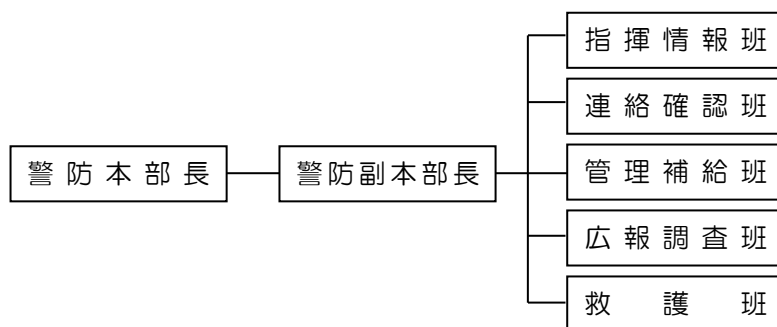 警防本部長
警防副本部長
指揮情報班
連絡確認班
管理補給班
広報調査班
救護班